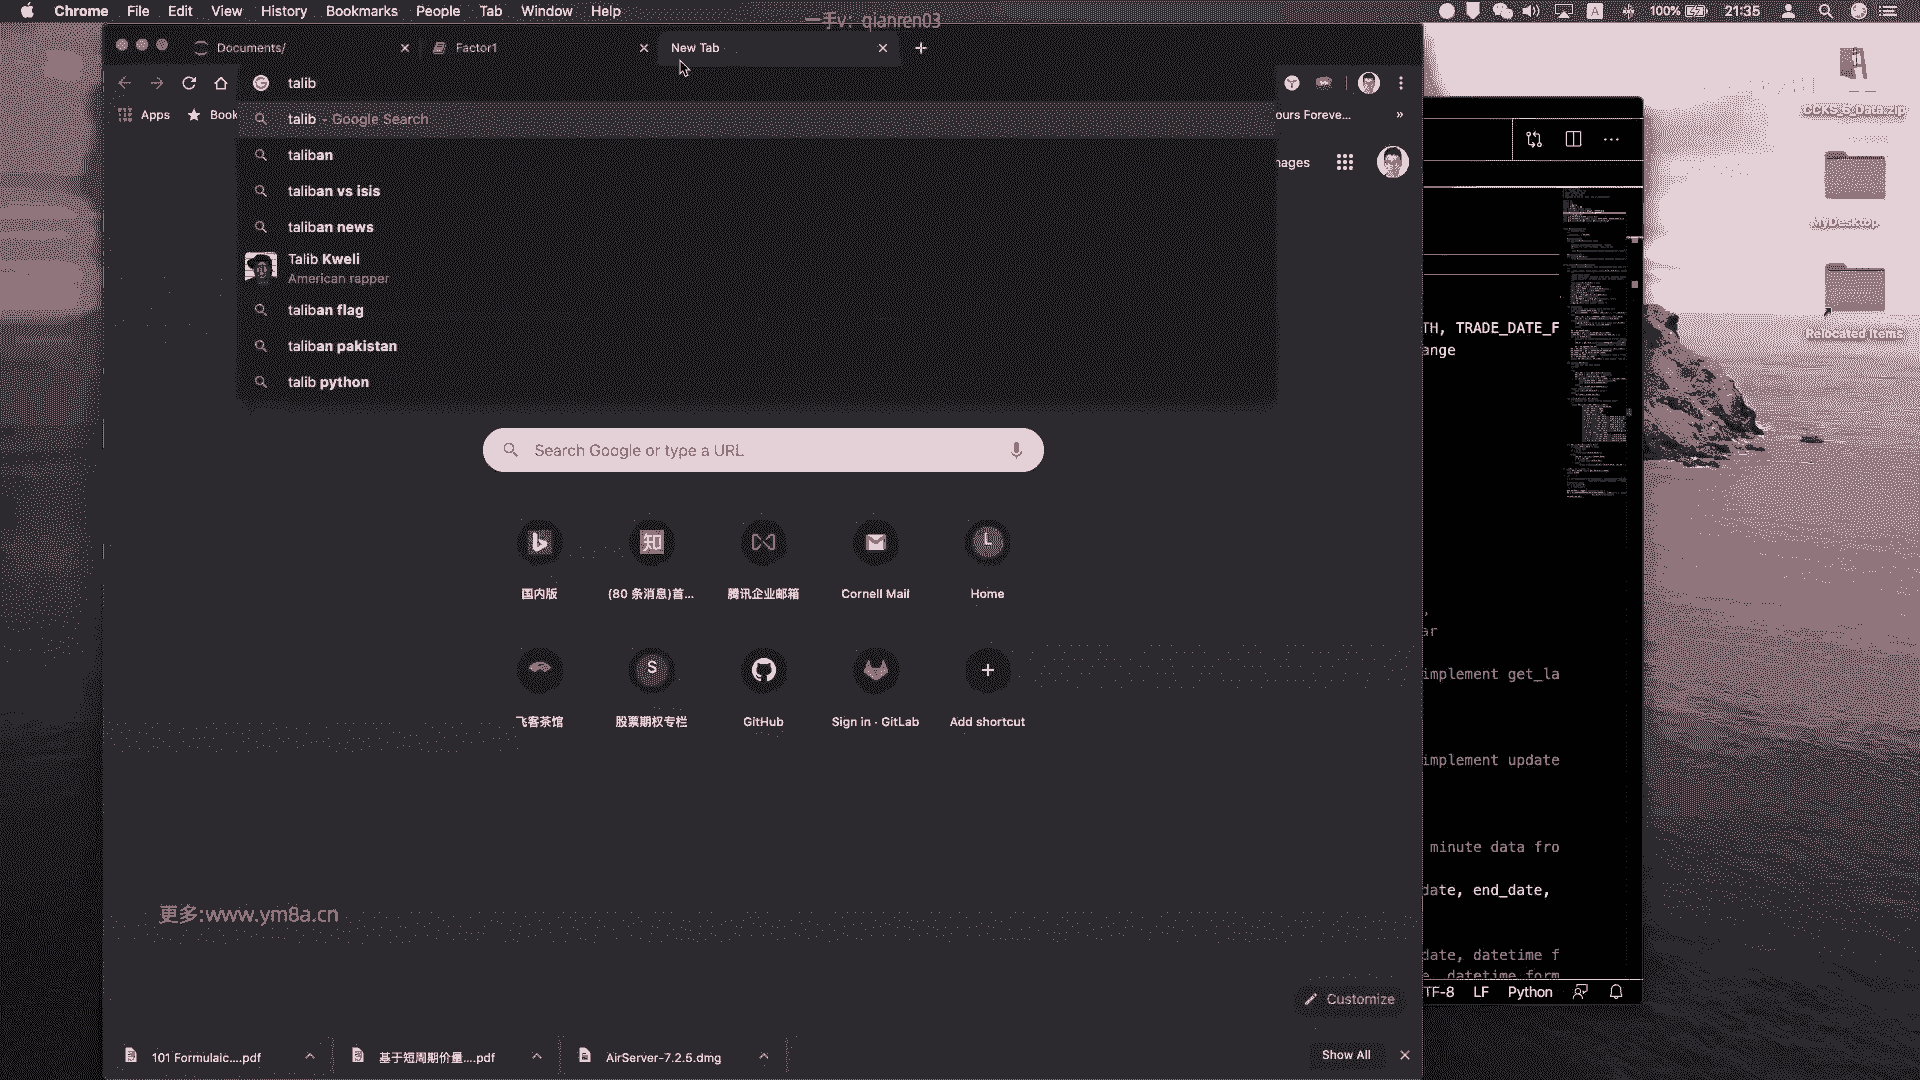 Chrome File Edit View History Bookmarks People Tab Window Help
100% 21:35
一手v：qianren03
Documents/
Factor1
New Tab
talib
Apps
Book
ours Foreve...
»
talib - Google Search
taliban
taliban vs isis
taliban news
Talib Kweli
American rapper
taliban flag
taliban pakistan
talib python
nages
Search Google or type a URL
国内版
(80 条消息)首...
腾讯企业邮箱
Cornell Mail
Home
飞客茶馆
股票期权专栏
GitHub
Sign in · GitLab
Add shortcut
更多:www.ym8a.cn
Customize
101 Formulaic....pdf
基于短周期价量....pdf
AirServer-7.2.5.dmg
Show All
TH, TRADE_DATE_F
ange
ar
implement get_la
implement update
minute data fro
date, end_date,
date, datetime f
e, datetime form
TF-8 LF Python
CCKS_5_Data.zip
MyDesktop
Relocated Items